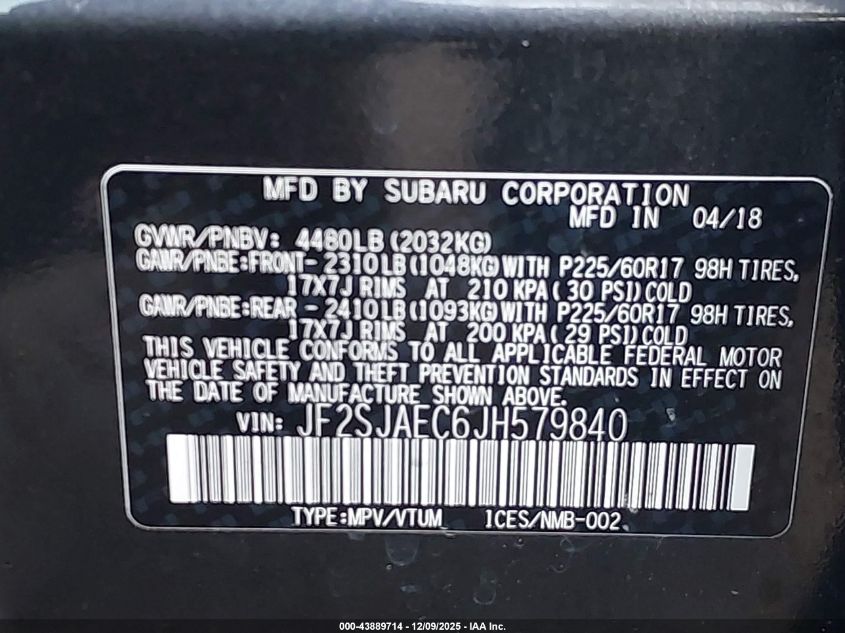 MFD BY SUBARU CORPORATION
MFD IN 04/18
GVWR/PNBV: 4480LB(2032KG)
GAWR/PNBE:FRONT- 2310LB(1048KG)WITH P225/60R17 98H TIRES,
17X7J RIMS AT 210 KPA(30 PSI)COLD
GAWR/PNBE:REAR - 2410LB(1093KG)WITH P225/60R17 98H TIRES,
17X7J RIMS AT 200 KPA(29 PSI)COLD
THIS VEHICLE CONFORMS TO ALL APPLICABLE FEDERAL MOTOR
VEHICLE SAFETY AND THEFT PREVENTION STANDARDS IN EFFECT ON
THE DATE OF MANUFACTURE SHOWN ABOVE.
VIN: JF2SJAEC6JH579840
TYPE:MPV/VTUM ICES/NMB-002
000-43889714 - 12/09/2025 - IAA Inc.